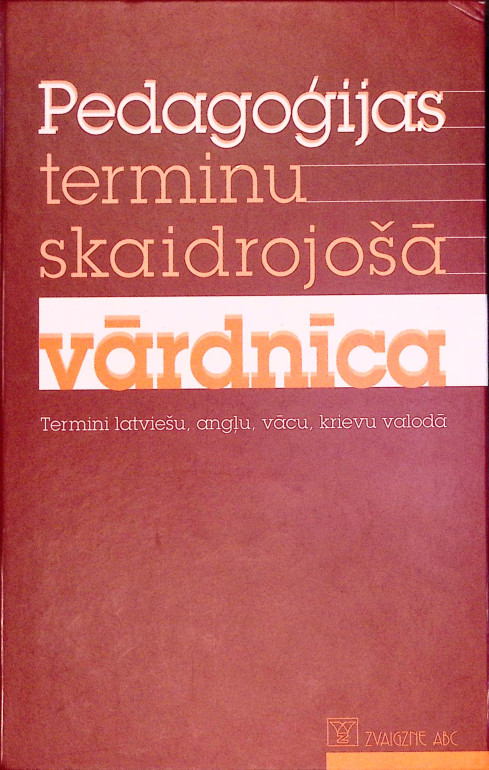 Pedagoģijas
terminu
skaidrojošā
vārdnīca
Termini latviešu, angļu, vācu, krievu valodā
ZVAIGZNE ABC